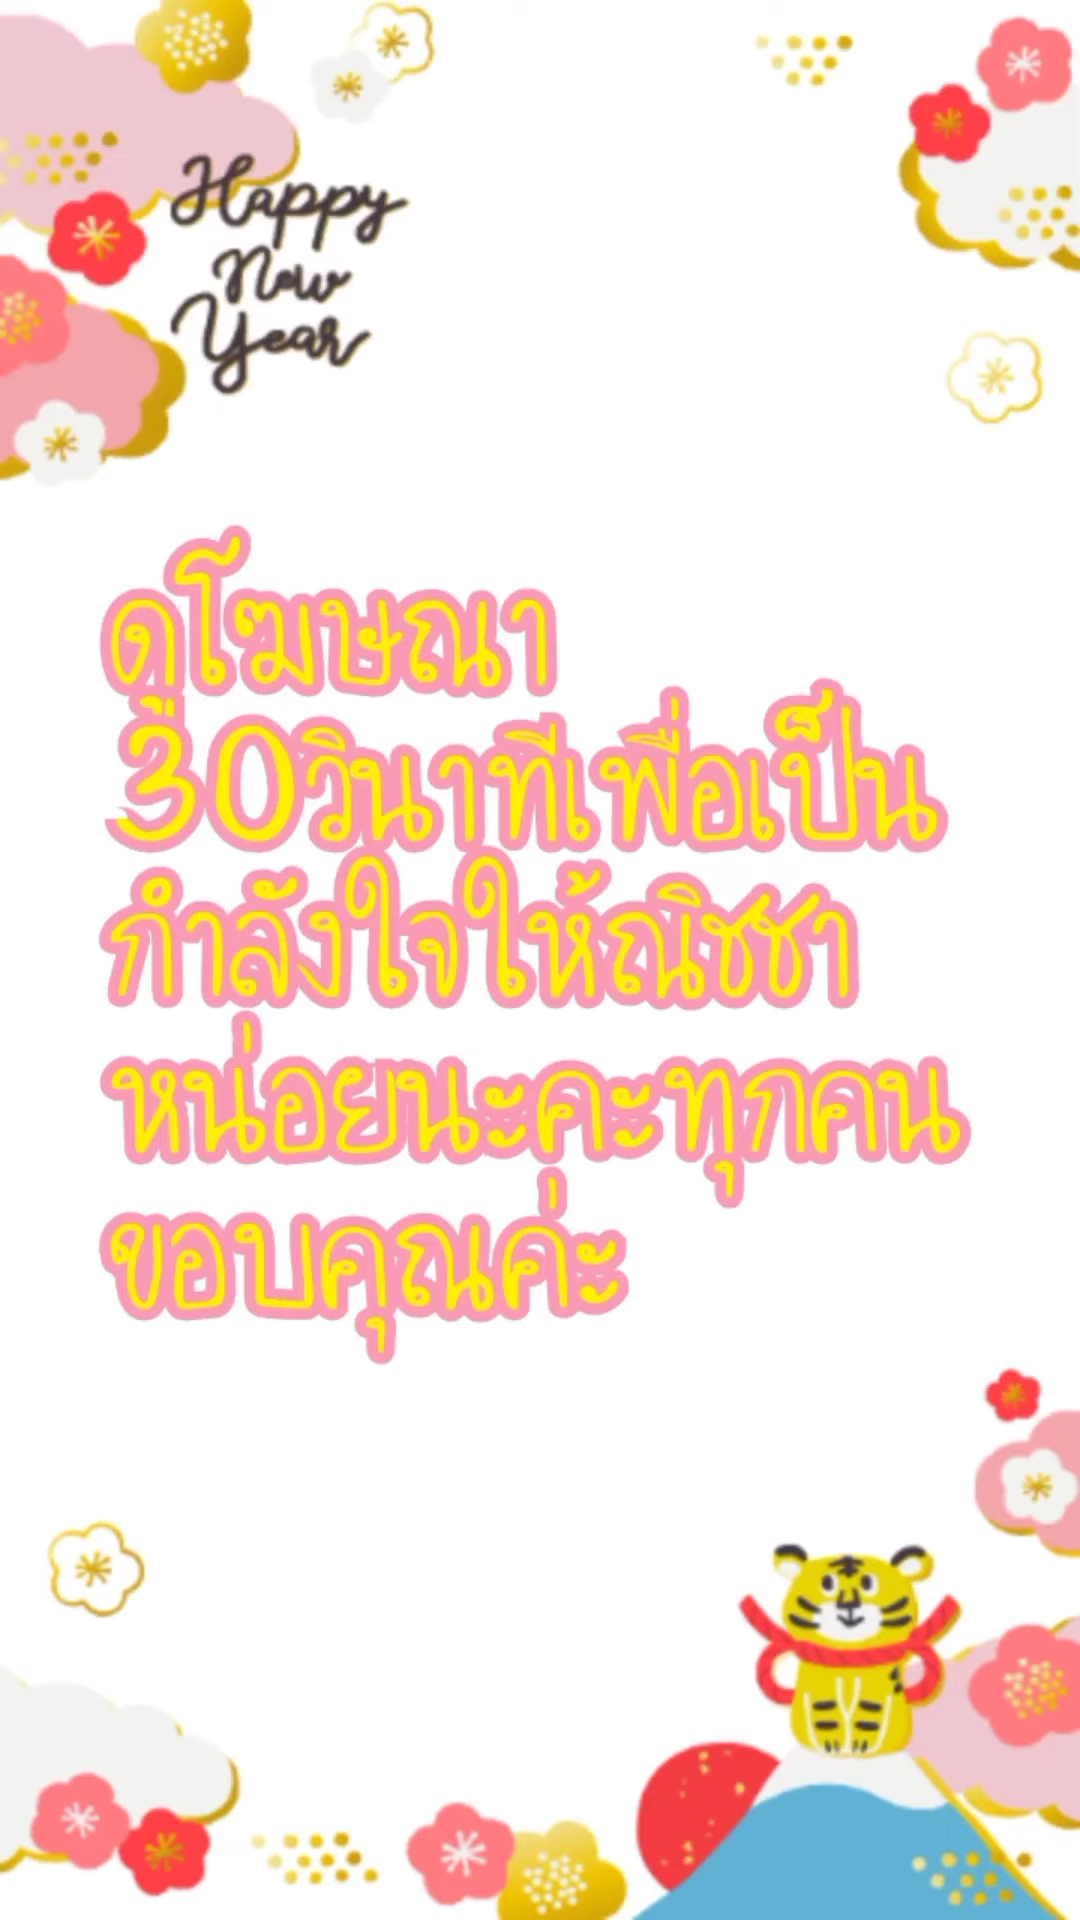 Happy
New
Year
ดูโฆษณา
30วินาทีเพื่อเป็น
กำลังใจให้ณิชชา
หน่อยนะคะทุกคน
ขอบคุณค่ะ